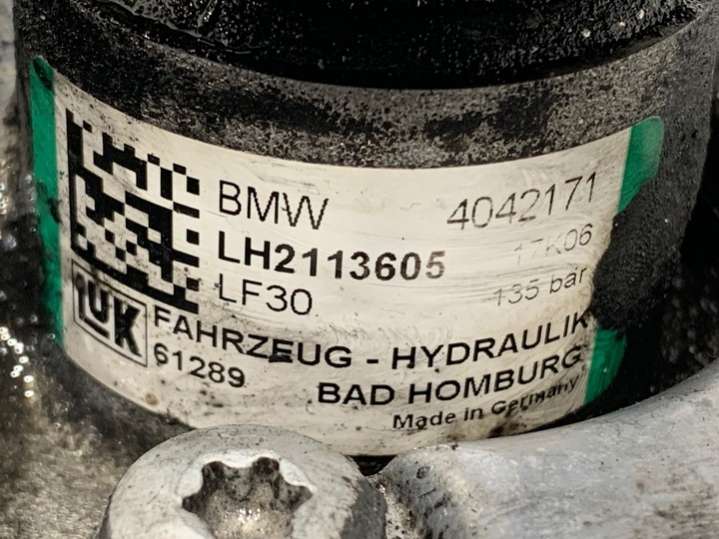 BMW 4042171
LH2113605 17K06
LF30 135 bar
LUK FAHRZEUG - HYDRAULIK
61289 BAD HOMBURG
Made in Germany